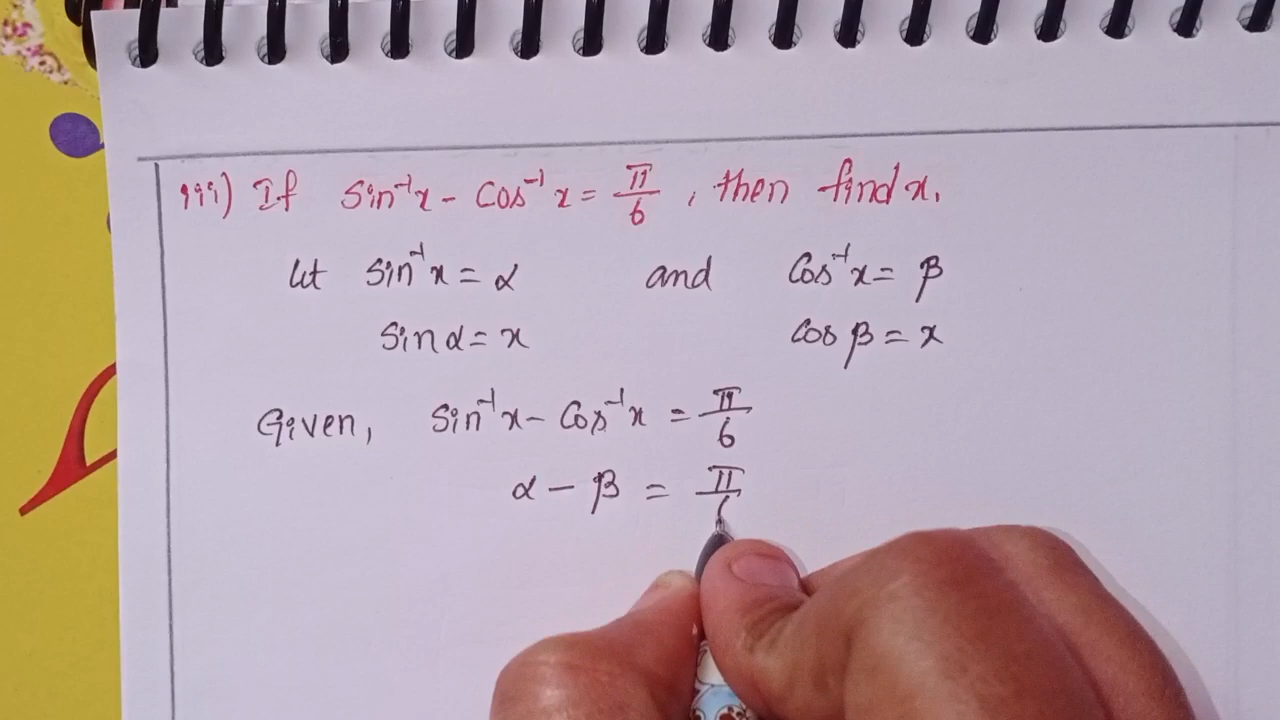 iii) If Sin⁻¹x - Cos⁻¹x = π/6, then find x.
let Sin⁻¹x = α and Cos⁻¹x = β
Sin α = x Cos β = x
Given, Sin⁻¹x - Cos⁻¹x = π/6
α - β = π/